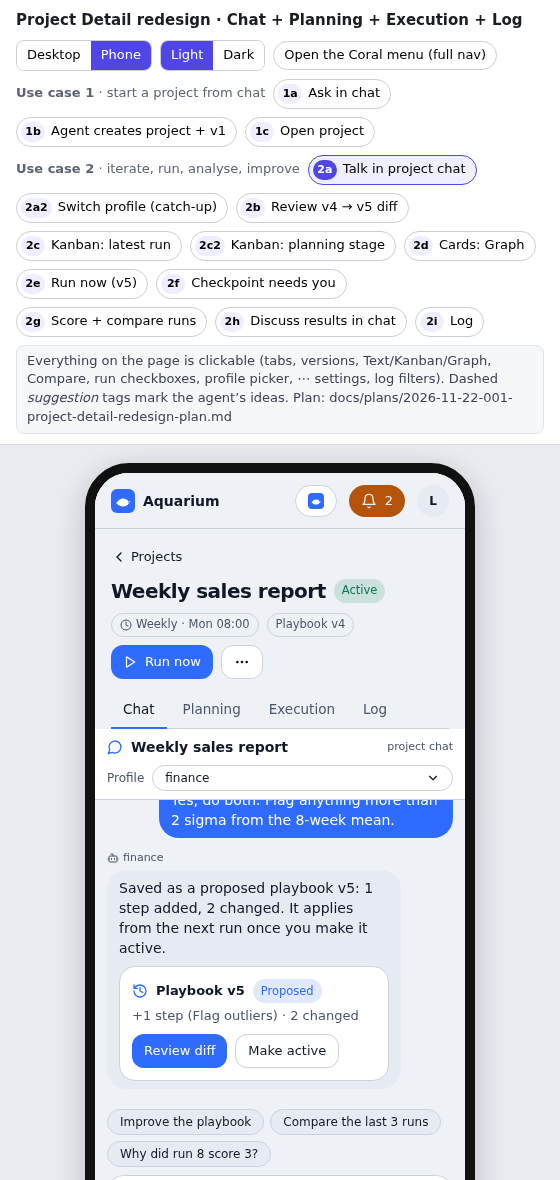 Project Detail redesign · Chat + Planning + Execution + Log
Desktop Phone Light Dark Open the Coral menu (full nav)
Use case 1 · start a project from chat 1a Ask in chat
1b Agent creates project + v1 1c Open project
Use case 2 · iterate, run, analyse, improve 2a Talk in project chat
2a2 Switch profile (catch-up) 2b Review v4 → v5 diff
2c Kanban: latest run 2c2 Kanban: planning stage 2d Cards: Graph
2e Run now (v5) 2f Checkpoint needs you
2g Score + compare runs 2h Discuss results in chat 2i Log
Everything on the page is clickable (tabs, versions, Text/Kanban/Graph,
Compare, run checkboxes, profile picker, ··· settings, log filters). Dashed
suggestion tags mark the agent’s ideas. Plan: docs/plans/2026-11-22-001-
project-detail-redesign-plan.md
Aquarium 2 L
Projects
Weekly sales report Active
Weekly · Mon 08:00 Playbook v4
Run now ···
Chat Planning Execution Log
Weekly sales report project chat
Profile finance
Yes, do both. Flag anything more than
2 sigma from the 8-week mean.
finance
Saved as a proposed playbook v5: 1
step added, 2 changed. It applies
from the next run once you make it
active.
Playbook v5 Proposed
+1 step (Flag outliers) · 2 changed
Review diff Make active
Improve the playbook Compare the last 3 runs
Why did run 8 score 3?